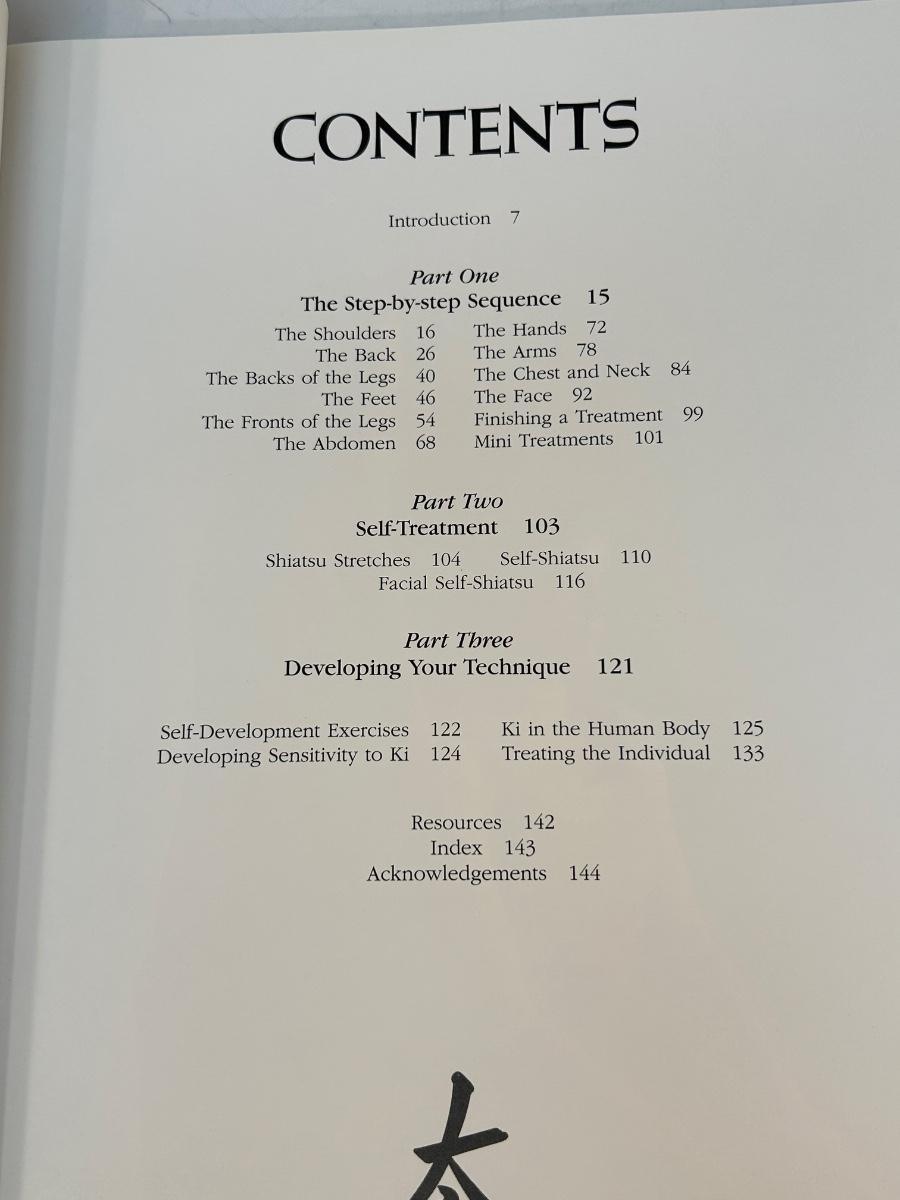 CONTENTS
Introduction 7
Part One
The Step-by-step Sequence 15
The Shoulders 16
The Back 26
The Backs of the Legs 40
The Feet 46
The Fronts of the Legs 54
The Abdomen 68
The Hands 72
The Arms 78
The Chest and Neck 84
The Face 92
Finishing a Treatment 99
Mini Treatments 101
Part Two
Self-Treatment 103
Shiatsu Stretches 104 Self-Shiatsu 110
Facial Self-Shiatsu 116
Part Three
Developing Your Technique 121
Self-Development Exercises 122
Developing Sensitivity to Ki 124
Ki in the Human Body 125
Treating the Individual 133
Resources 142
Index 143
Acknowledgements 144